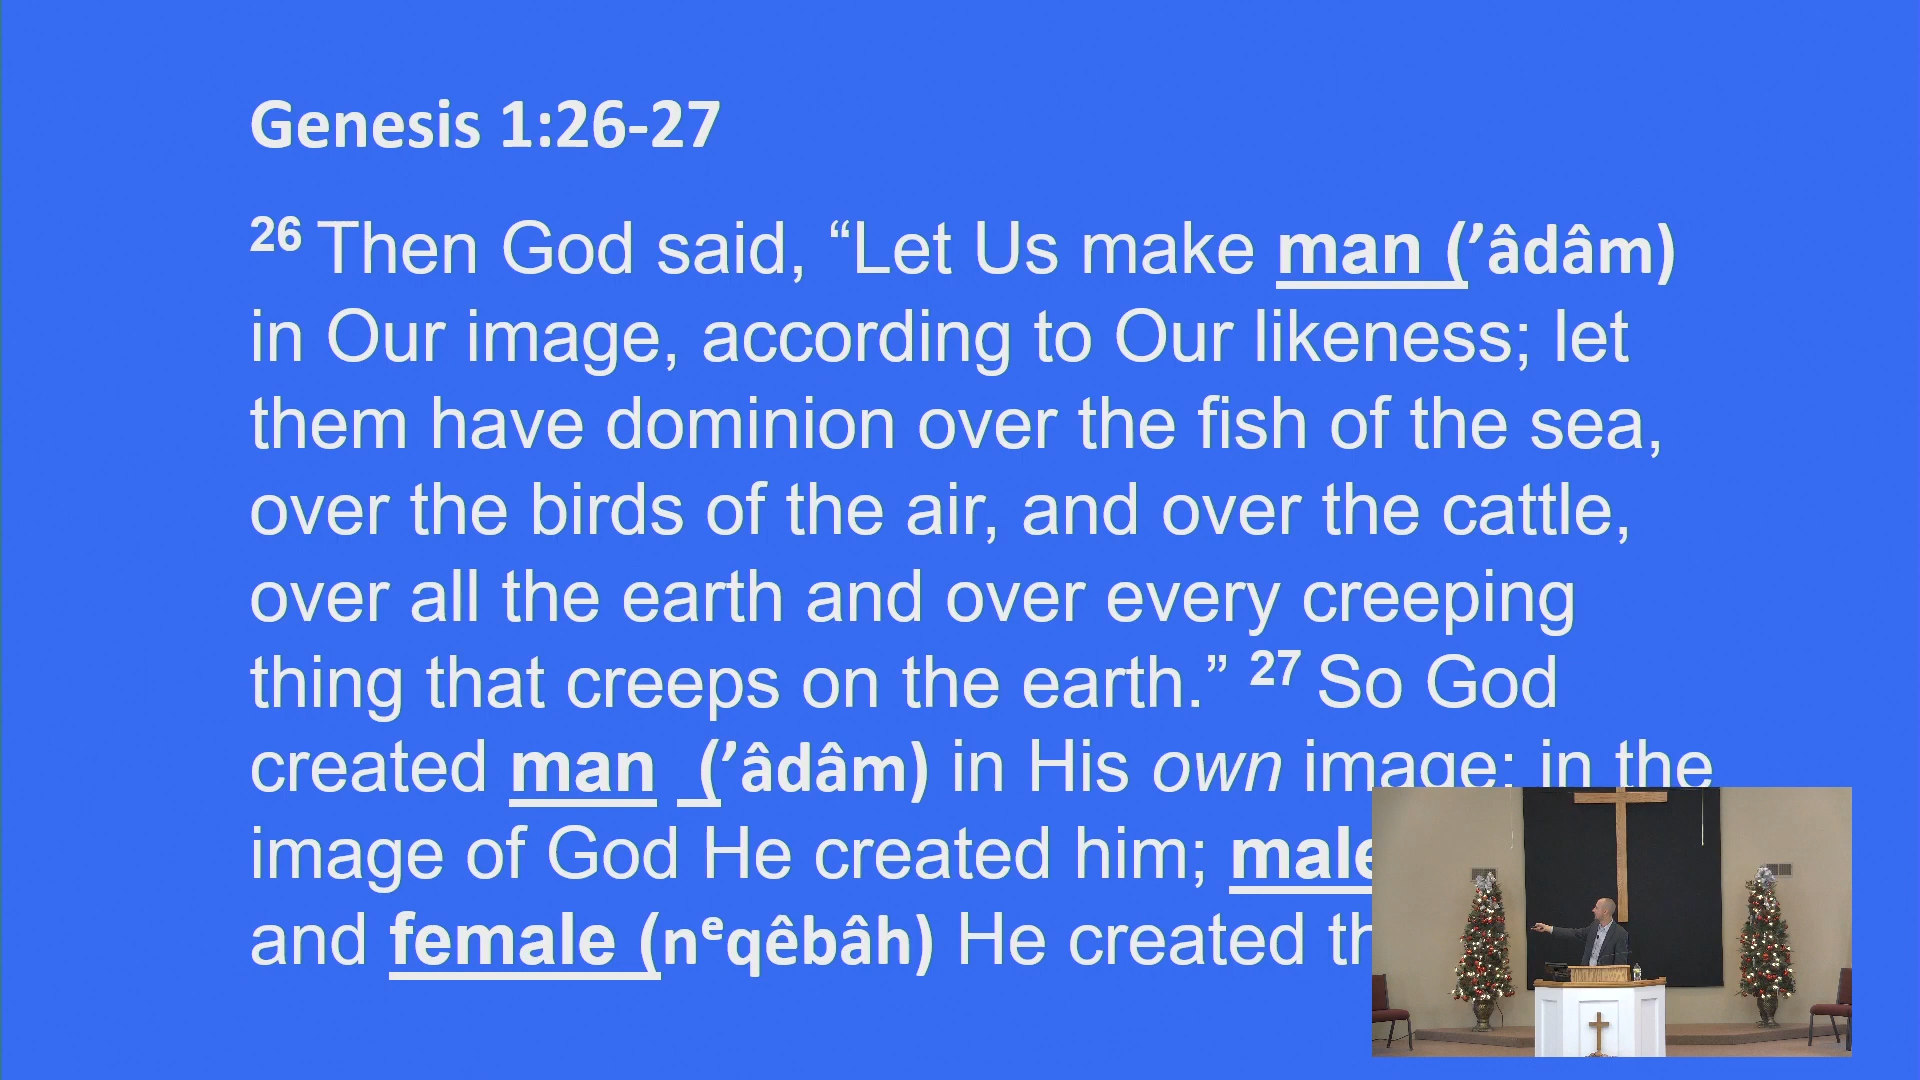 Genesis 1:26-27
26 Then God said, “Let Us make man (’âdâm)
in Our image, according to Our likeness; let
them have dominion over the fish of the sea,
over the birds of the air, and over the cattle,
over all the earth and over every creeping
thing that creeps on the earth.” 27 So God
created man (’âdâm) in His own image; in the
image of God He created him; male
and female (nᵉqêbâh) He created